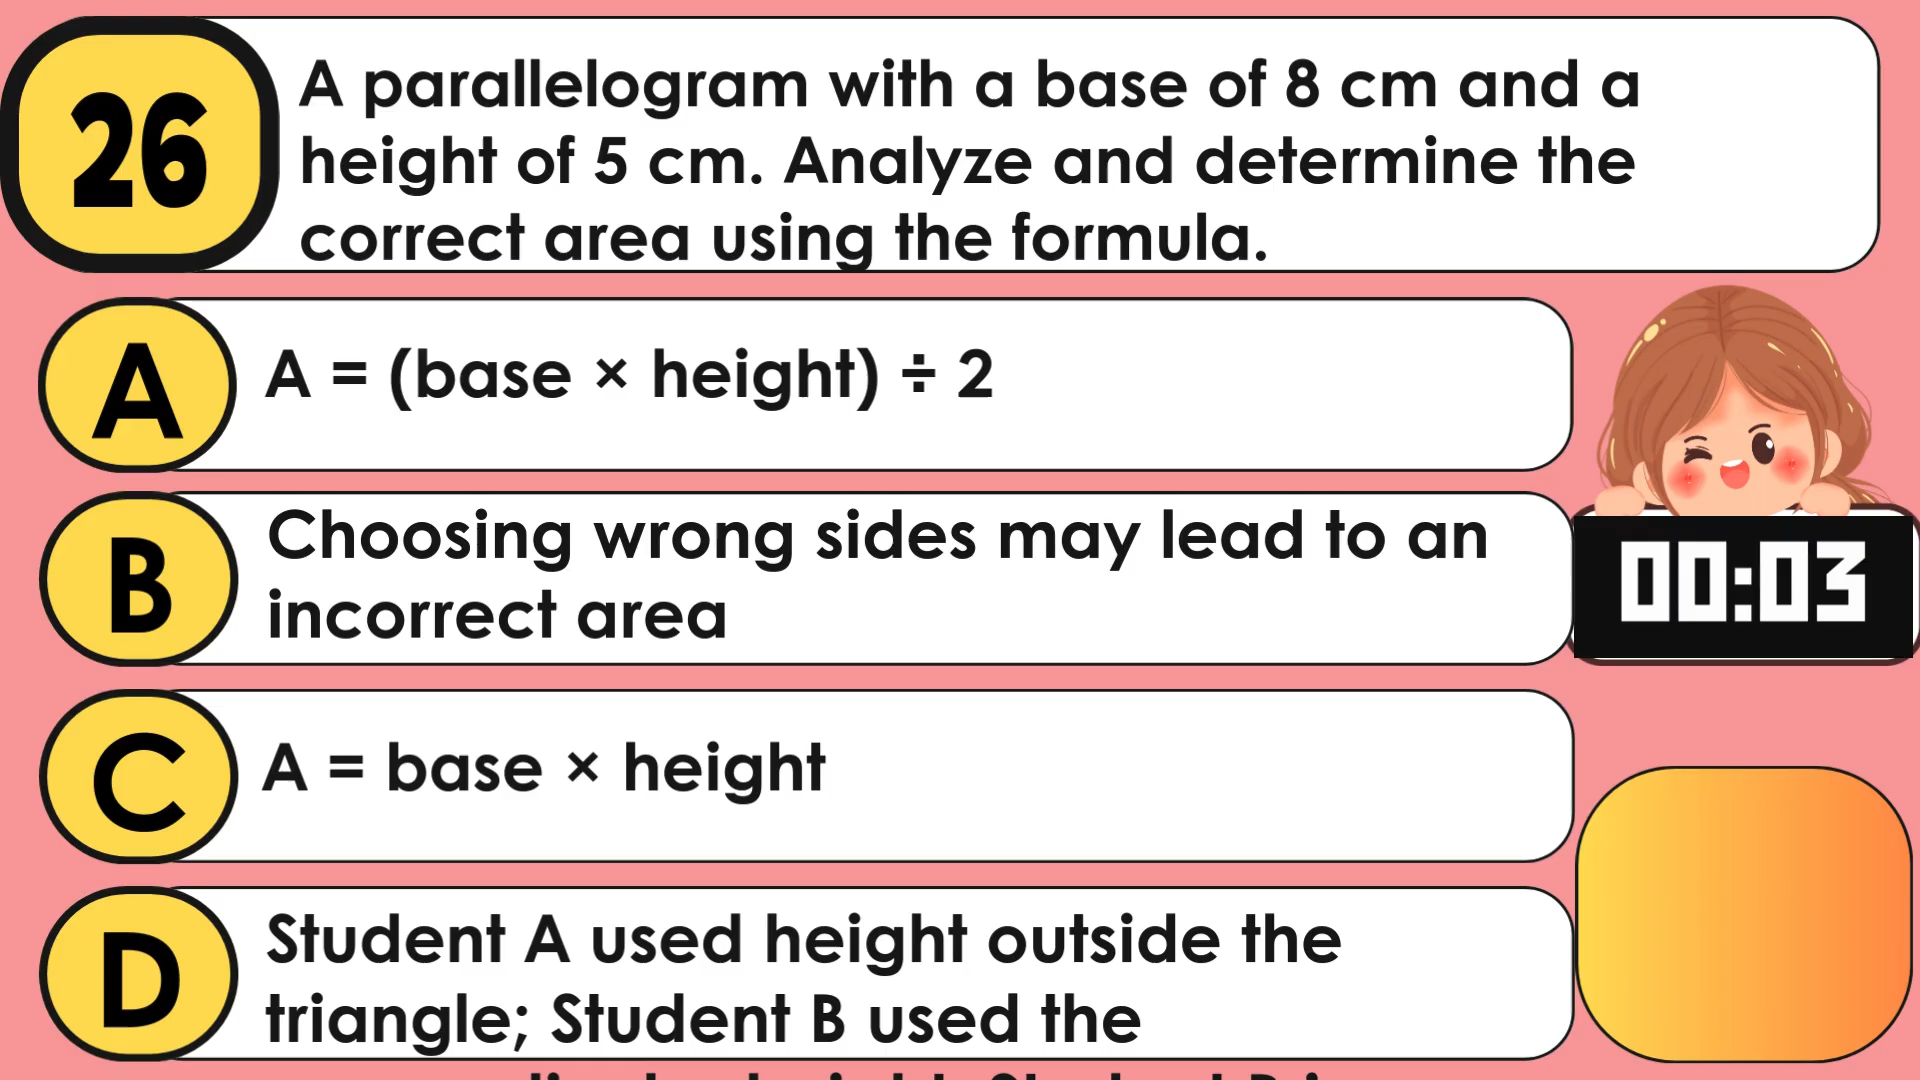 26
A parallelogram with a base of 8 cm and a
height of 5 cm. Analyze and determine the
correct area using the formula.
A
A = (base × height) ÷ 2
B
Choosing wrong sides may lead to an
incorrect area
00:03
C
A = base × height
D
Student A used height outside the
triangle; Student B used the